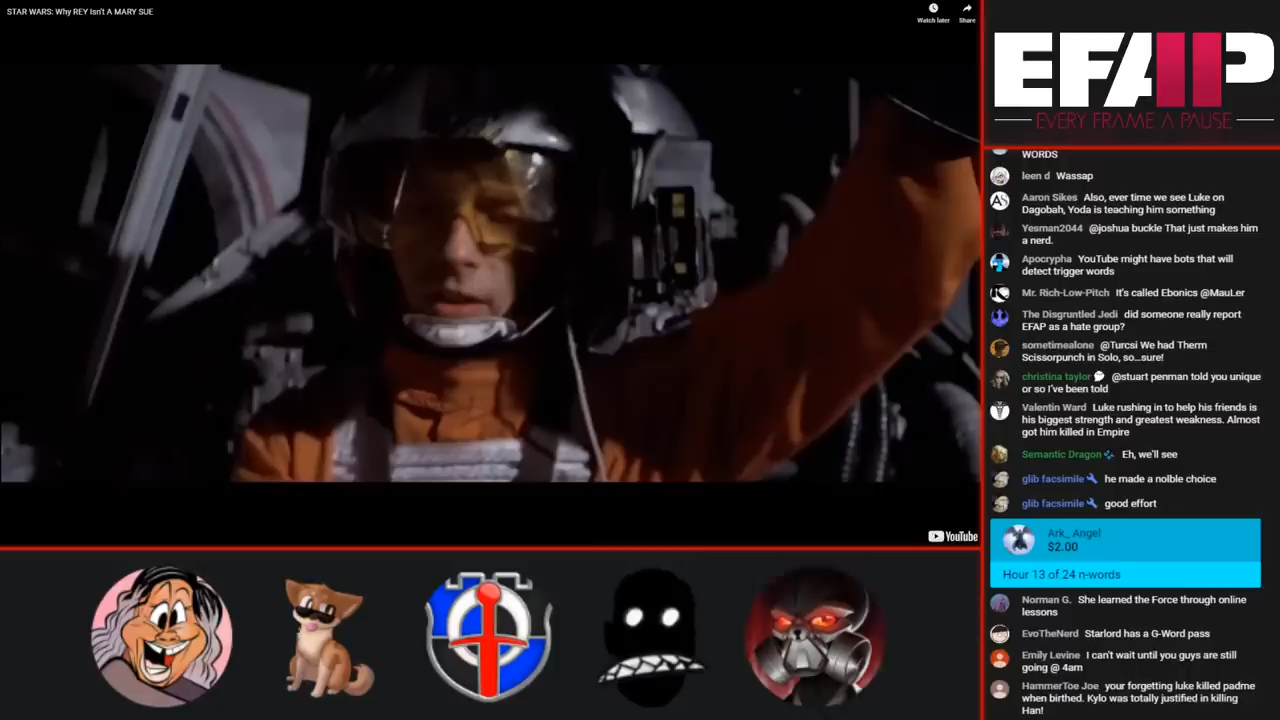 STAR WARS: Why REY Isn't A MARY SUE
Watch later
Share
YouTube
EFAP
EVERY FRAME A PAUSE
WORDS
leen d Wassap
Aaron Sikes Also, ever time we see Luke on
Dagobah, Yoda is teaching him something
Yesman2044 @joshua buckle That just makes him
a nerd.
Apocrypha YouTube might have bots that will
detect trigger words
Mr. Rich-Low-Pitch It's called Ebonics @MauLer
The Disgruntled Jedi did someone really report
EFAP as a hate group?
sometimealone @Turcsi We had Therm
Scissorpunch in Solo, so...sure!
christina taylor @stuart penman told you unique
or so I've been told
Valentin Ward Luke rushing in to help his friends is
his biggest strength and greatest weakness. Almost
got him killed in Empire
Semantic Dragon Eh, we'll see
glib facsimile he made a nolble choice
glib facsimile good effort
Ark_ Angel
$2.00
Hour 13 of 24 n-words
Norman G. She learned the Force through online
lessons
EvoTheNerd Starlord has a G-Word pass
Emily Levine I can't wait until you guys are still
going @ 4am
HammerToe Joe your forgetting luke killed padme
when birthed. Kylo was totally justified in killing
Han!